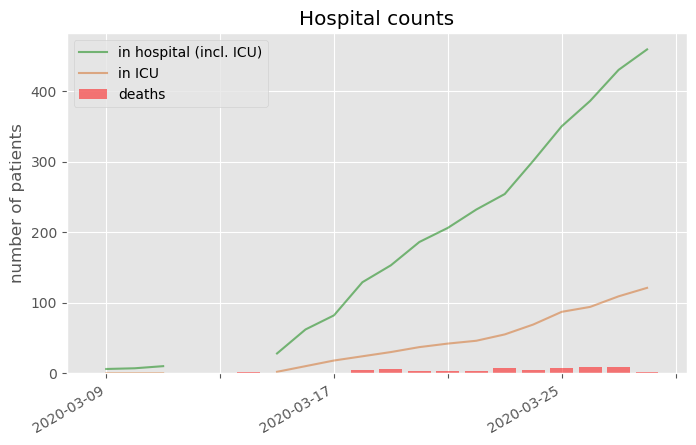 Hospital counts
in hospital (incl. ICU)
in ICU
deaths
number of patients
400
300
200
100
0
2020-03-09
2020-03-17
2020-03-25